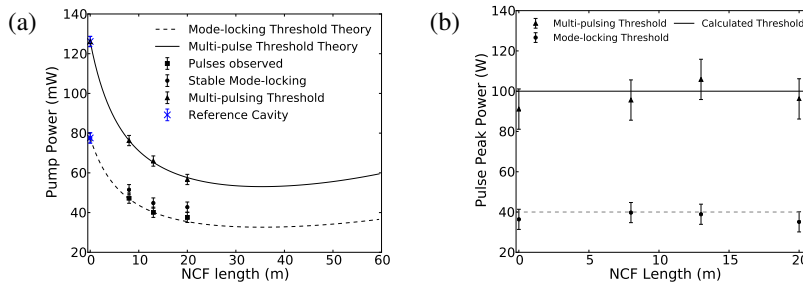 (a)
140
120
100
80
60
40
20
Pump Power (mW)
Mode-locking Threshold Theory
Multi-pulse Threshold Theory
Pulses observed
Stable Mode-locking
Multi-pulsing Threshold
Reference Cavity
0 10 20 30 40 50 60
NCF length (m)
(b)
140
120
100
80
60
40
20
Pulse Peak Power (W)
Multi-pulsing Threshold
Calculated Threshold
Mode-locking Threshold
0 5 10 15 20
NCF Length (m)